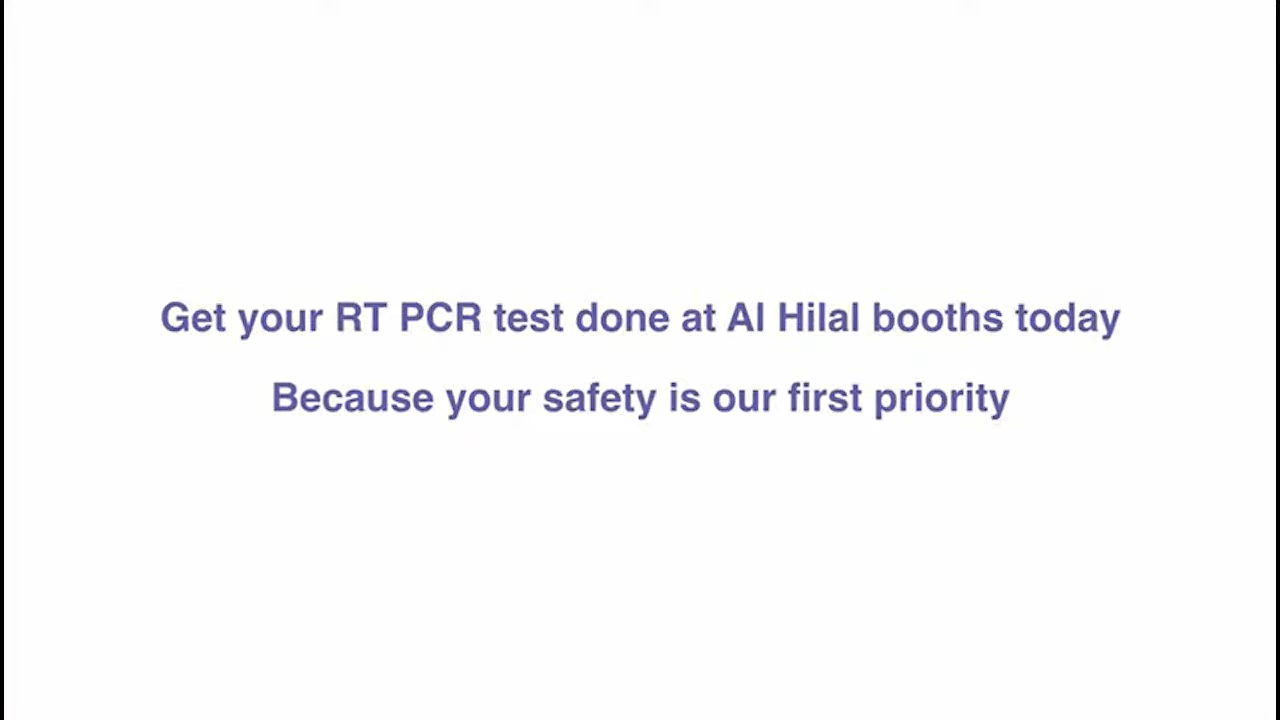 Get your RT PCR test done at Al Hilal booths today
Because your safety is our first priority